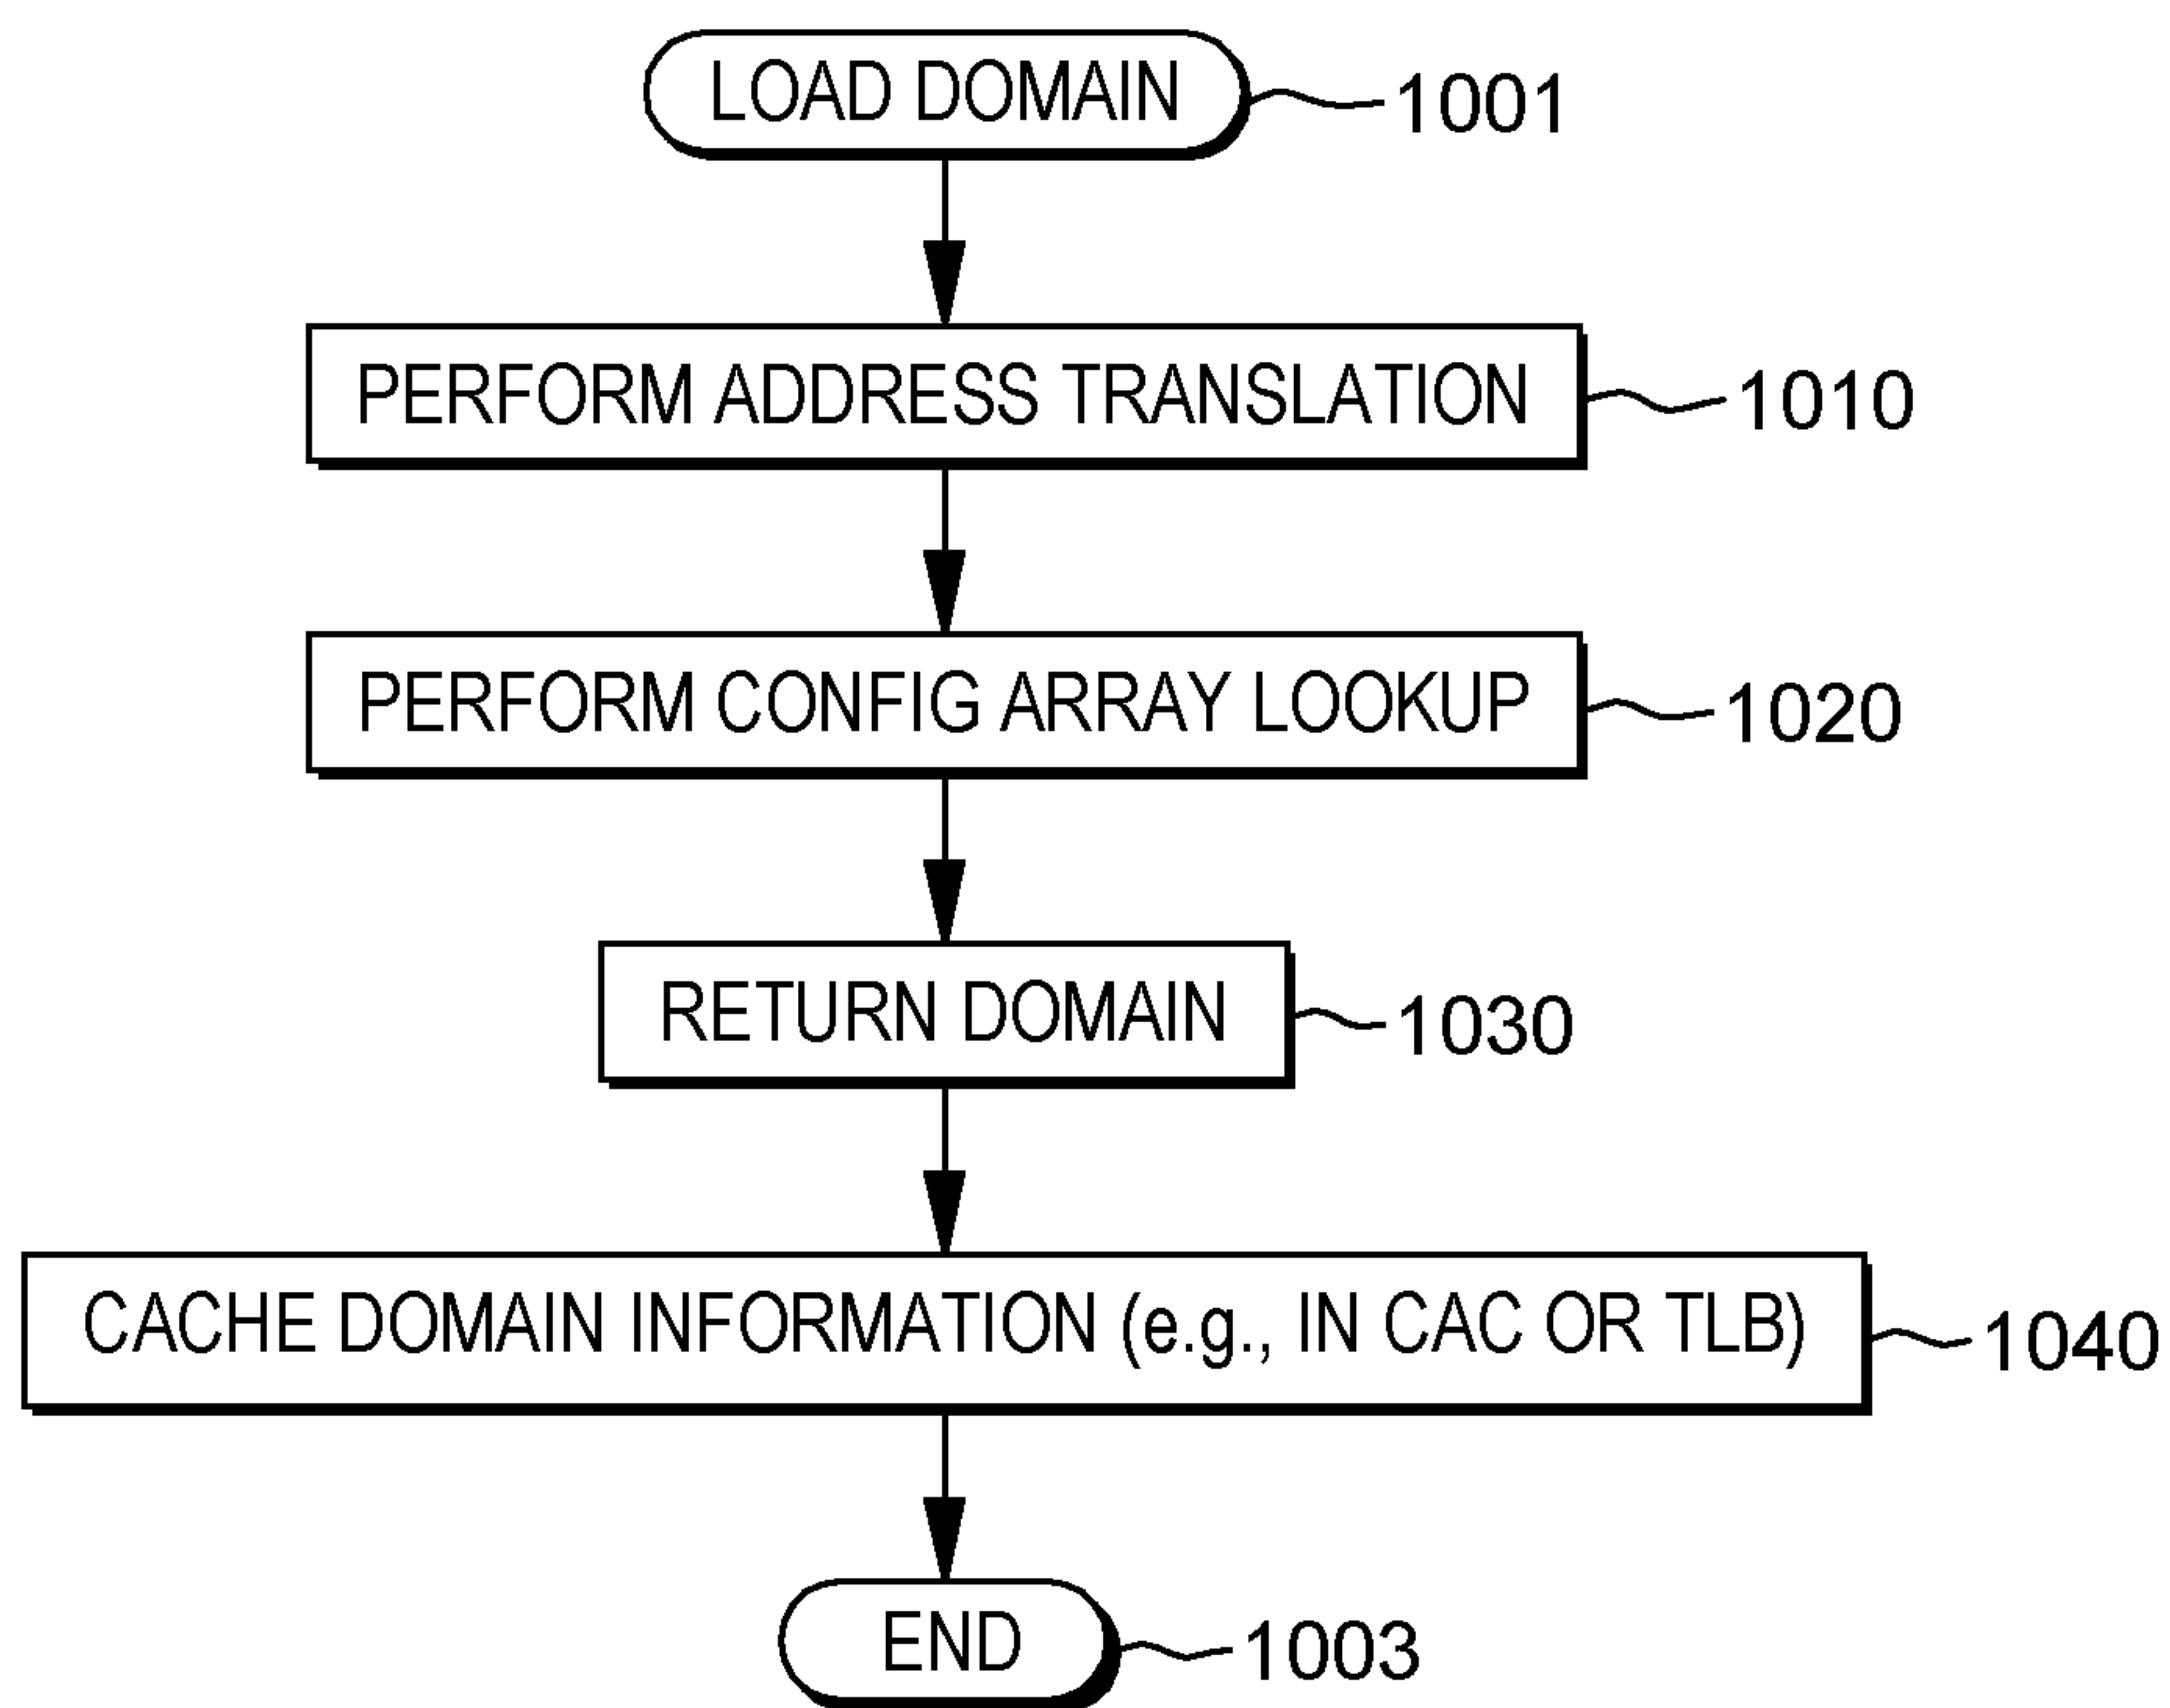 LOAD DOMAIN
1001
PERFORM ADDRESS TRANSLATION
1010
PERFORM CONFIG ARRAY LOOKUP
1020
RETURN DOMAIN
1030
CACHE DOMAIN INFORMATION (e.g., IN CAC OR TLB)
1040
END
1003